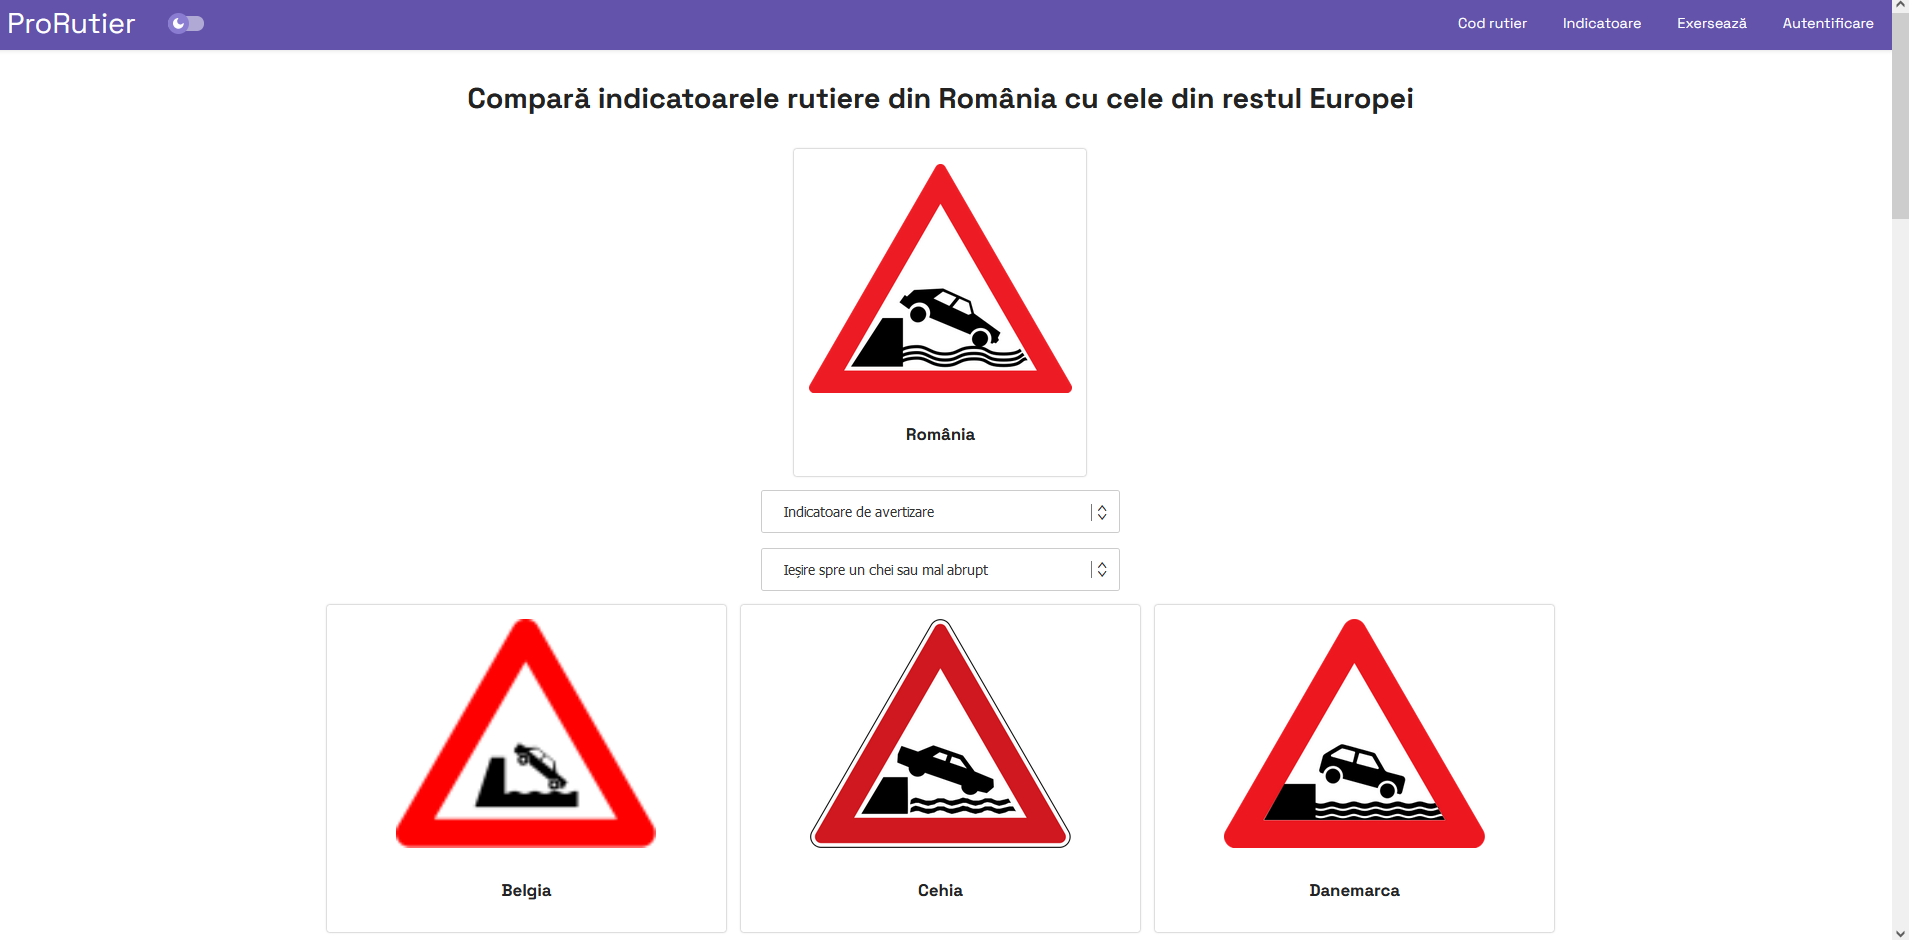 ProRutier
Cod rutier
Indicatoare
Exersează
Autentificare
Compară indicatoarele rutiere din România cu cele din restul Europei
România
Indicatoare de avertizare
Ieșire spre un chei sau mal abrupt
Belgia
Cehia
Danemarca